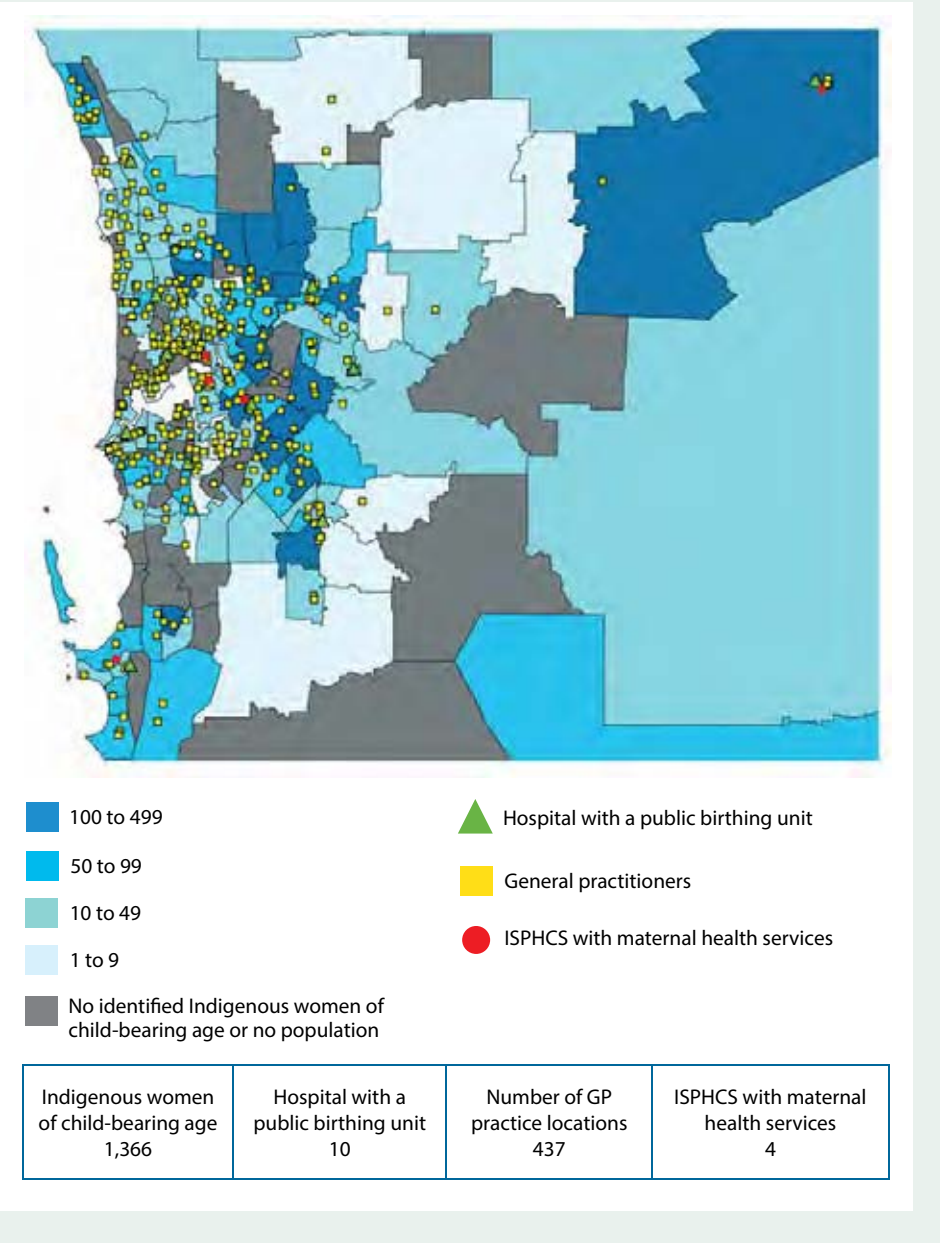 100 to 499
50 to 99
10 to 49
1 to 9
No identified Indigenous women of
child-bearing age or no population
Hospital with a public birthing unit
General practitioners
ISPHCS with maternal health services
Indigenous women
of child-bearing age
1,366
Hospital with a
public birthing unit
10
Number of GP
practice locations
437
ISPHCS with maternal
health services
4